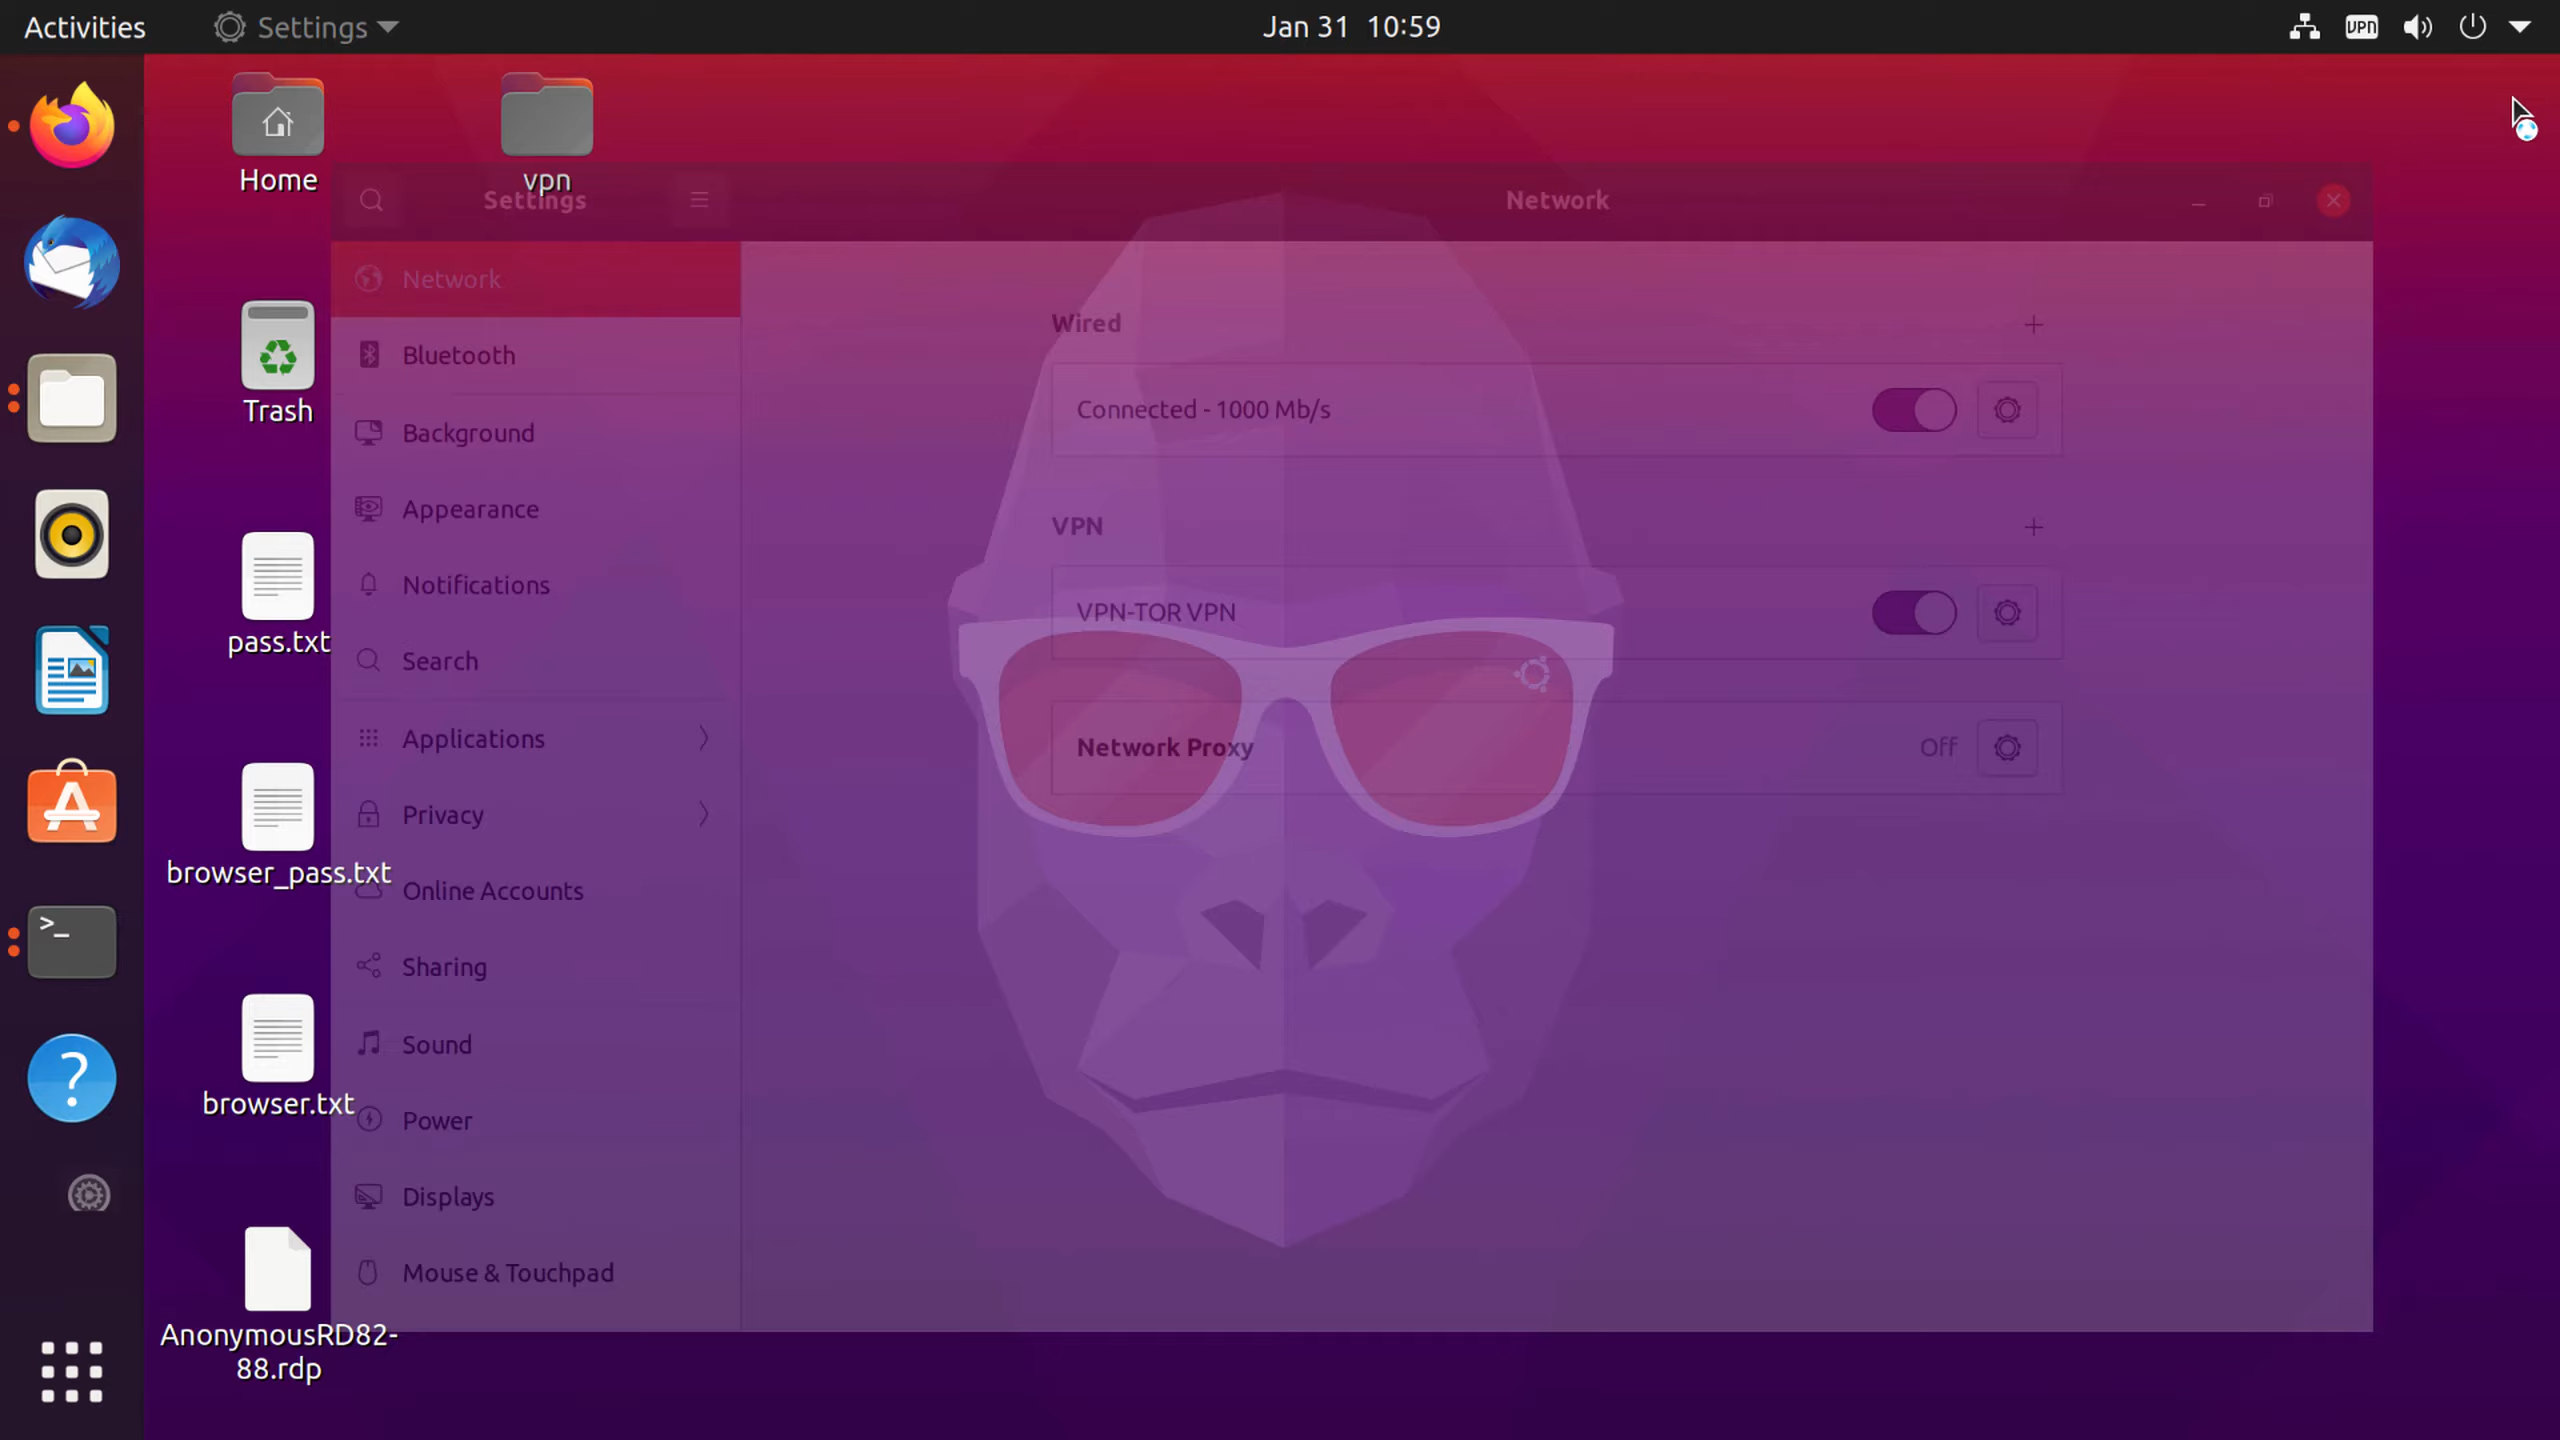 Activities
Settings
Jan 31 10:59
VPN
Home
vpn
Trash
pass.txt
browser_pass.txt
browser.txt
AnonymousRD82-
88.rdp
Settings
Network
Network
Bluetooth
Background
Appearance
Notifications
Search
Applications
Privacy
Online Accounts
Sharing
Sound
Power
Displays
Mouse & Touchpad
Wired
Connected - 1000 Mb/s
VPN
VPN-TOR VPN
Network Proxy
Off